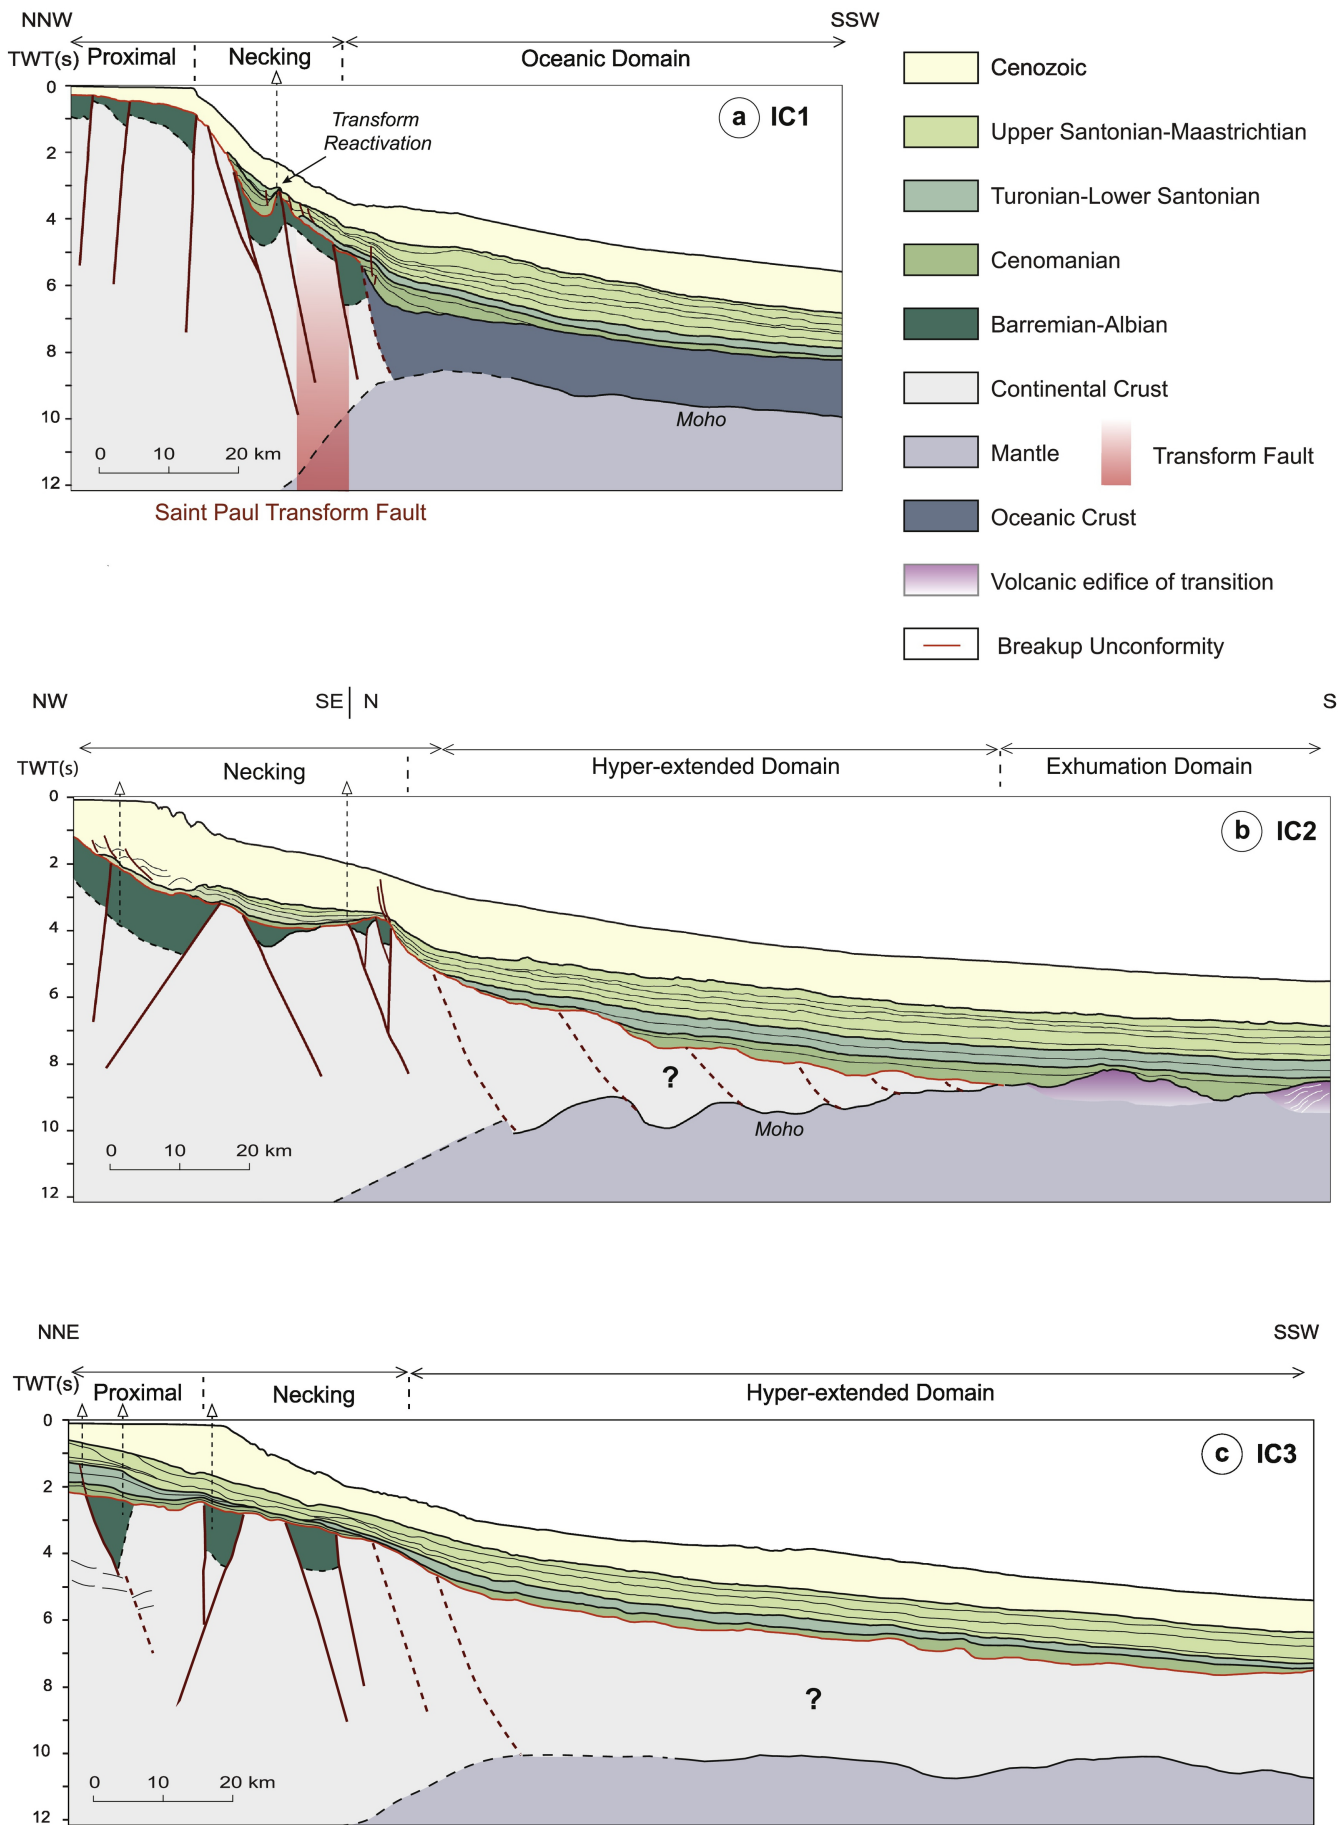 NNW SSW
TWT(s) Proximal Necking Oceanic Domain
0
2
4
6
8
10
12
Transform
Reactivation
a IC1
Moho
0 10 20 km
Saint Paul Transform Fault
Cenozoic
Upper Santonian-Maastrichtian
Turonian-Lower Santonian
Cenomanian
Barremian-Albian
Continental Crust
Mantle Transform Fault
Oceanic Crust
Volcanic edifice of transition
Breakup Unconformity
NW SE N S
TWT(s) Necking Hyper-extended Domain Exhumation Domain
0
2
4
6
8
10
12
b IC2
?
Moho
0 10 20 km
NNE SSW
TWT(s) Proximal Necking Hyper-extended Domain
0
2
4
6
8
10
12
c IC3
?
0 10 20 km